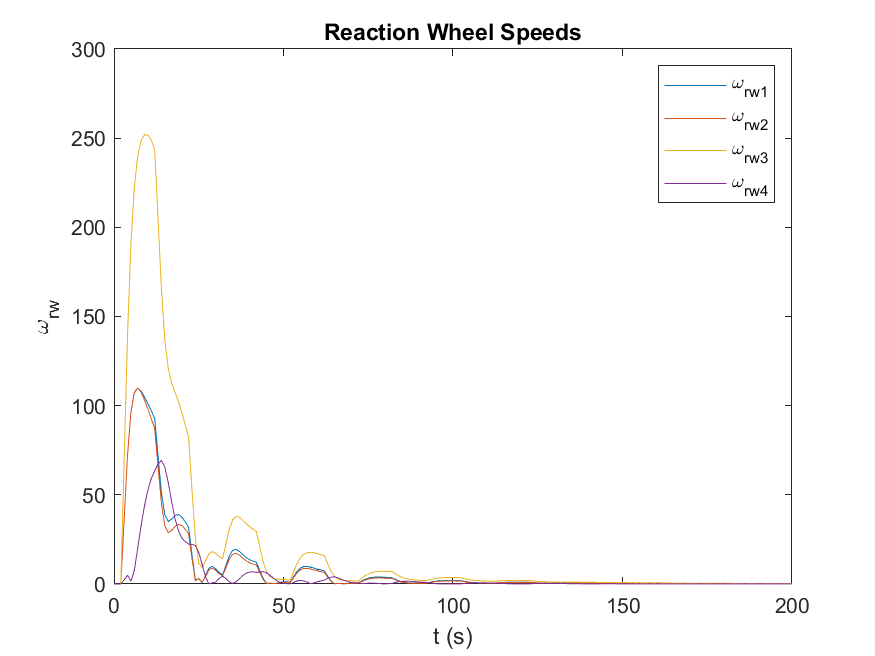 Reaction Wheel Speeds
300
250
200
150
100
50
0
ω_rw
ω_rw1
ω_rw2
ω_rw3
ω_rw4
0 50 100 150 200
t (s)